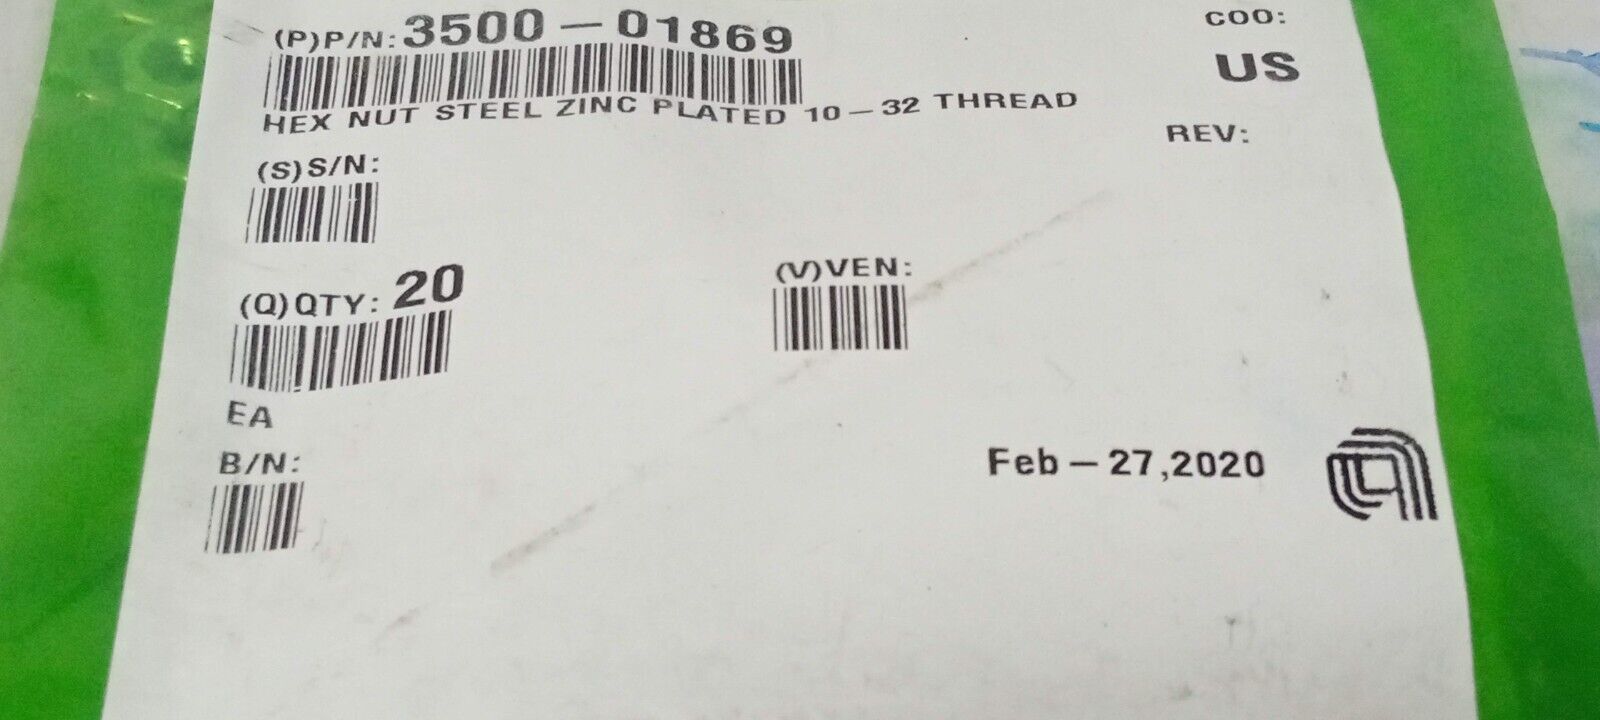 (P)P/N: 3500-01869
COO:
US
HEX NUT STEEL ZINC PLATED 10-32 THREAD
REV:
(S)S/N:
(Q)QTY: 20
(V)VEN:
EA
B/N:
Feb-27,2020